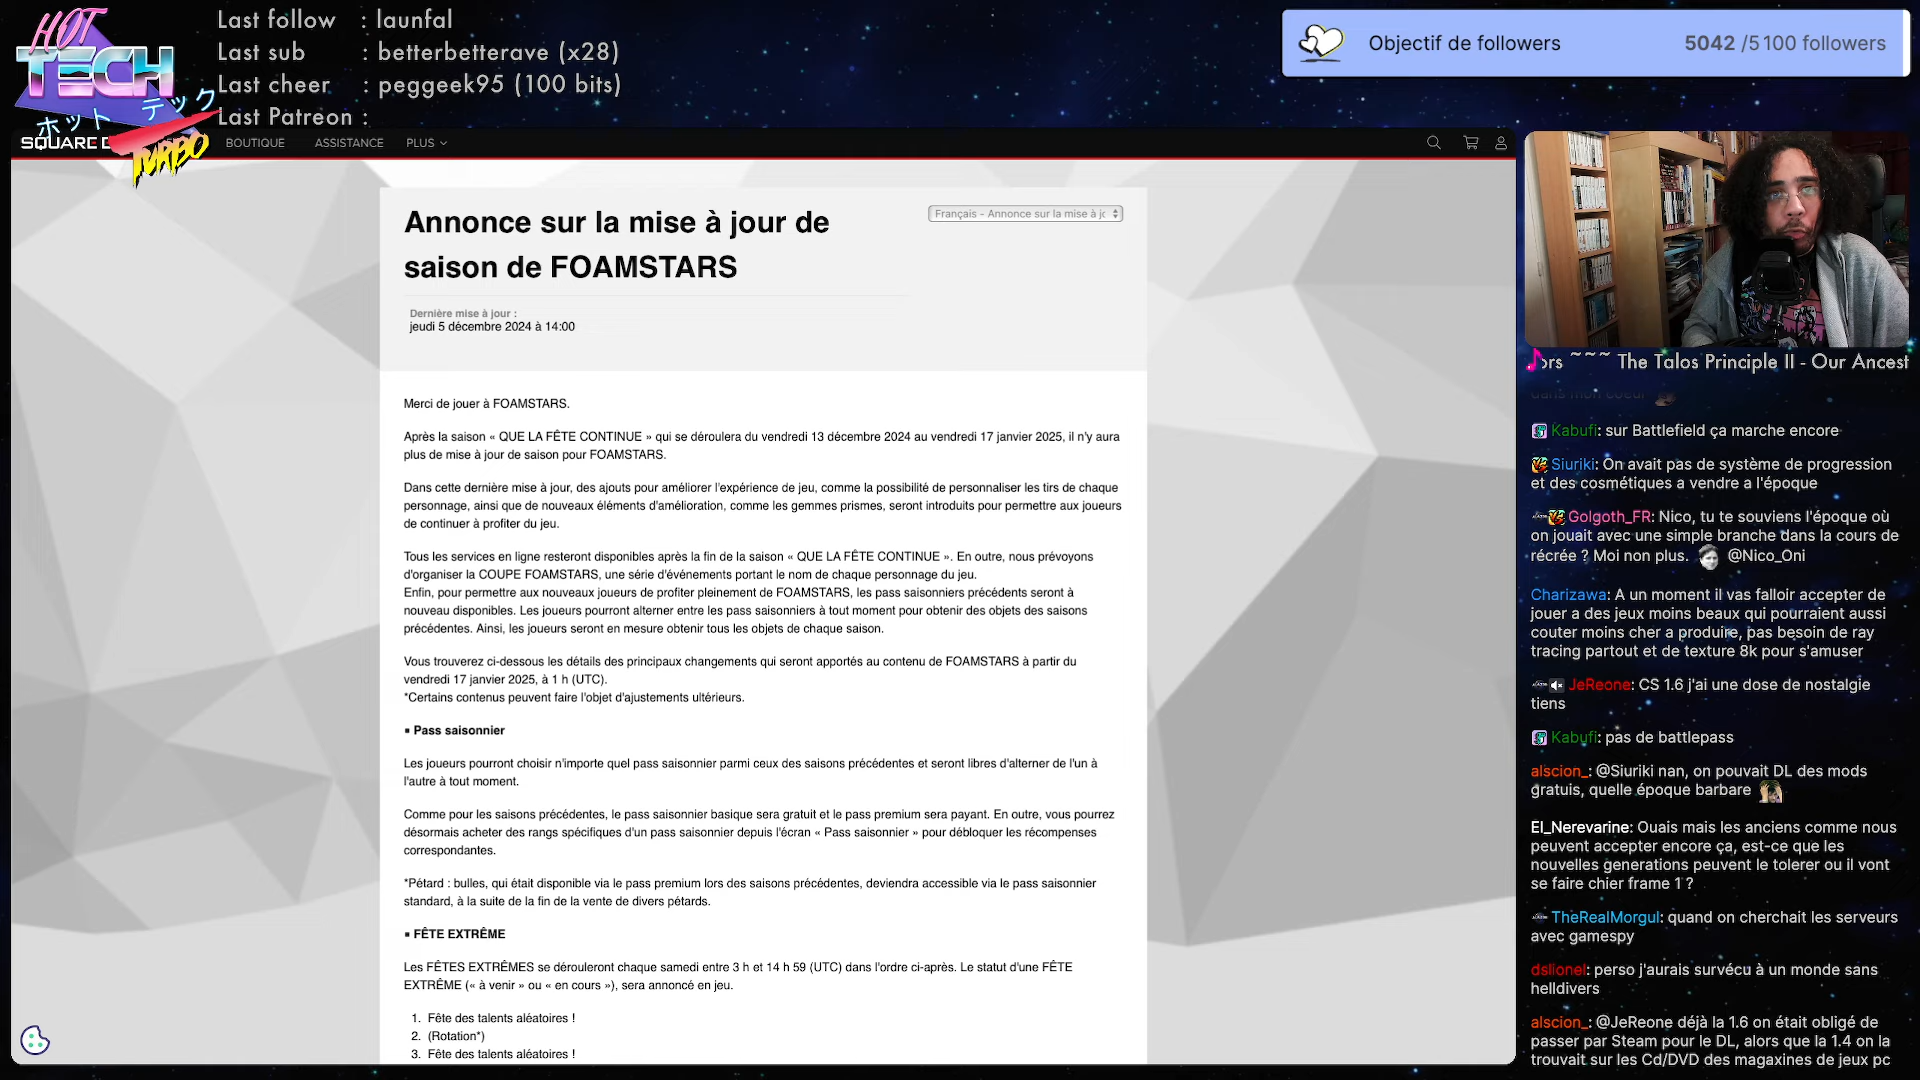 HOT
TECH
ホット テック
TURBO
Last follow : launfal
Last sub : betterbetterave (x28)
Last cheer : peggeek95 (100 bits)
Last Patreon :
Objectif de followers
5042 /5 100 followers
SQUARE
BOUTIQUE
ASSISTANCE
PLUS
Annonce sur la mise à jour de
saison de FOAMSTARS
Français - Annonce sur la mise à
Dernière mise à jour :
jeudi 5 décembre 2024 à 14:00
Merci de jouer à FOAMSTARS.
Après la saison « QUE LA FÊTE CONTINUE » qui se déroulera du vendredi 13 décembre 2024 au vendredi 17 janvier 2025, il n'y aura
plus de mise à jour de saison pour FOAMSTARS.
Dans cette dernière mise à jour, des ajouts pour améliorer l'expérience de jeu, comme la possibilité de personnaliser les tirs de chaque
personnage, ainsi que de nouveaux éléments d'amélioration, comme les gemmes prismes, seront introduits pour permettre aux joueurs
de continuer à profiter du jeu.
Tous les services en ligne resteront disponibles après la fin de la saison « QUE LA FÊTE CONTINUE ». En outre, nous prévoyons
d'organiser la COUPE FOAMSTARS, une série d'événements portant le nom de chaque personnage du jeu.
Enfin, pour permettre aux nouveaux joueurs de profiter pleinement de FOAMSTARS, les pass saisonniers précédents seront à
nouveau disponibles. Les joueurs pourront alterner entre les pass saisonniers à tout moment pour obtenir des objets des saisons
précédentes. Ainsi, les joueurs seront en mesure obtenir tous les objets de chaque saison.
Vous trouverez ci-dessous les détails des principaux changements qui seront apportés au contenu de FOAMSTARS à partir du
vendredi 17 janvier 2025, à 1 h (UTC).
*Certains contenus peuvent faire l'objet d'ajustements ultérieurs.
▪ Pass saisonnier
Les joueurs pourront choisir n'importe quel pass saisonnier parmi ceux des saisons précédentes et seront libres d'alterner de l'un à
l'autre à tout moment.
Comme pour les saisons précédentes, le pass saisonnier basique sera gratuit et le pass premium sera payant. En outre, vous pourrez
désormais acheter des rangs spécifiques d'un pass saisonnier depuis l'écran « Pass saisonnier » pour débloquer les récompenses
correspondantes.
*Pétard : bulles, qui était disponible via le pass premium lors des saisons précédentes, deviendra accessible via le pass saisonnier
standard, à la suite de la fin de la vente de divers pétards.
▪ FÊTE EXTRÊME
Les FÊTES EXTRÊMES se dérouleront chaque samedi entre 3 h et 14 h 59 (UTC) dans l'ordre ci-après. Le statut d'une FÊTE
EXTRÊME (« à venir » ou « en cours »), sera annoncé en jeu.
1. Fête des talents aléatoires !
2. (Rotation*)
3. Fête des talents aléatoires !
ors ~~~ The Talos Principle II - Our Ancest
dans mon coeur
Kabufi: sur Battlefield ça marche encore
Siuriki: On avait pas de système de progression
et des cosmétiques a vendre a l'époque
Golgoth_FR: Nico, tu te souviens l'époque où
on jouait avec une simple branche dans la cours de
récrée ? Moi non plus. @Nico_Oni
Charizawa: A un moment il vas falloir accepter de
jouer a des jeux moins beaux qui pourraient aussi
couter moins cher a produire, pas besoin de ray
tracing partout et de texture 8k pour s'amuser
JeReone: CS 1.6 j'ai une dose de nostalgie
tiens
Kabufi: pas de battlepass
alscion_: @Siuriki nan, on pouvait DL des mods
gratuis, quelle époque barbare
El_Nerevarine: Ouais mais les anciens comme nous
peuvent accepter encore ça, est-ce que les
nouvelles generations peuvent le tolerer ou il vont
se faire chier frame 1 ?
TheRealMorgul: quand on cherchait les serveurs
avec gamespy
dslionel: perso j'aurais survécu à un monde sans
helldivers
alscion_: @JeReone déjà la 1.6 on était obligé de
passer par Steam pour le DL, alors que la 1.4 on la
trouvait sur les Cd/DVD des magaxines de jeux pc